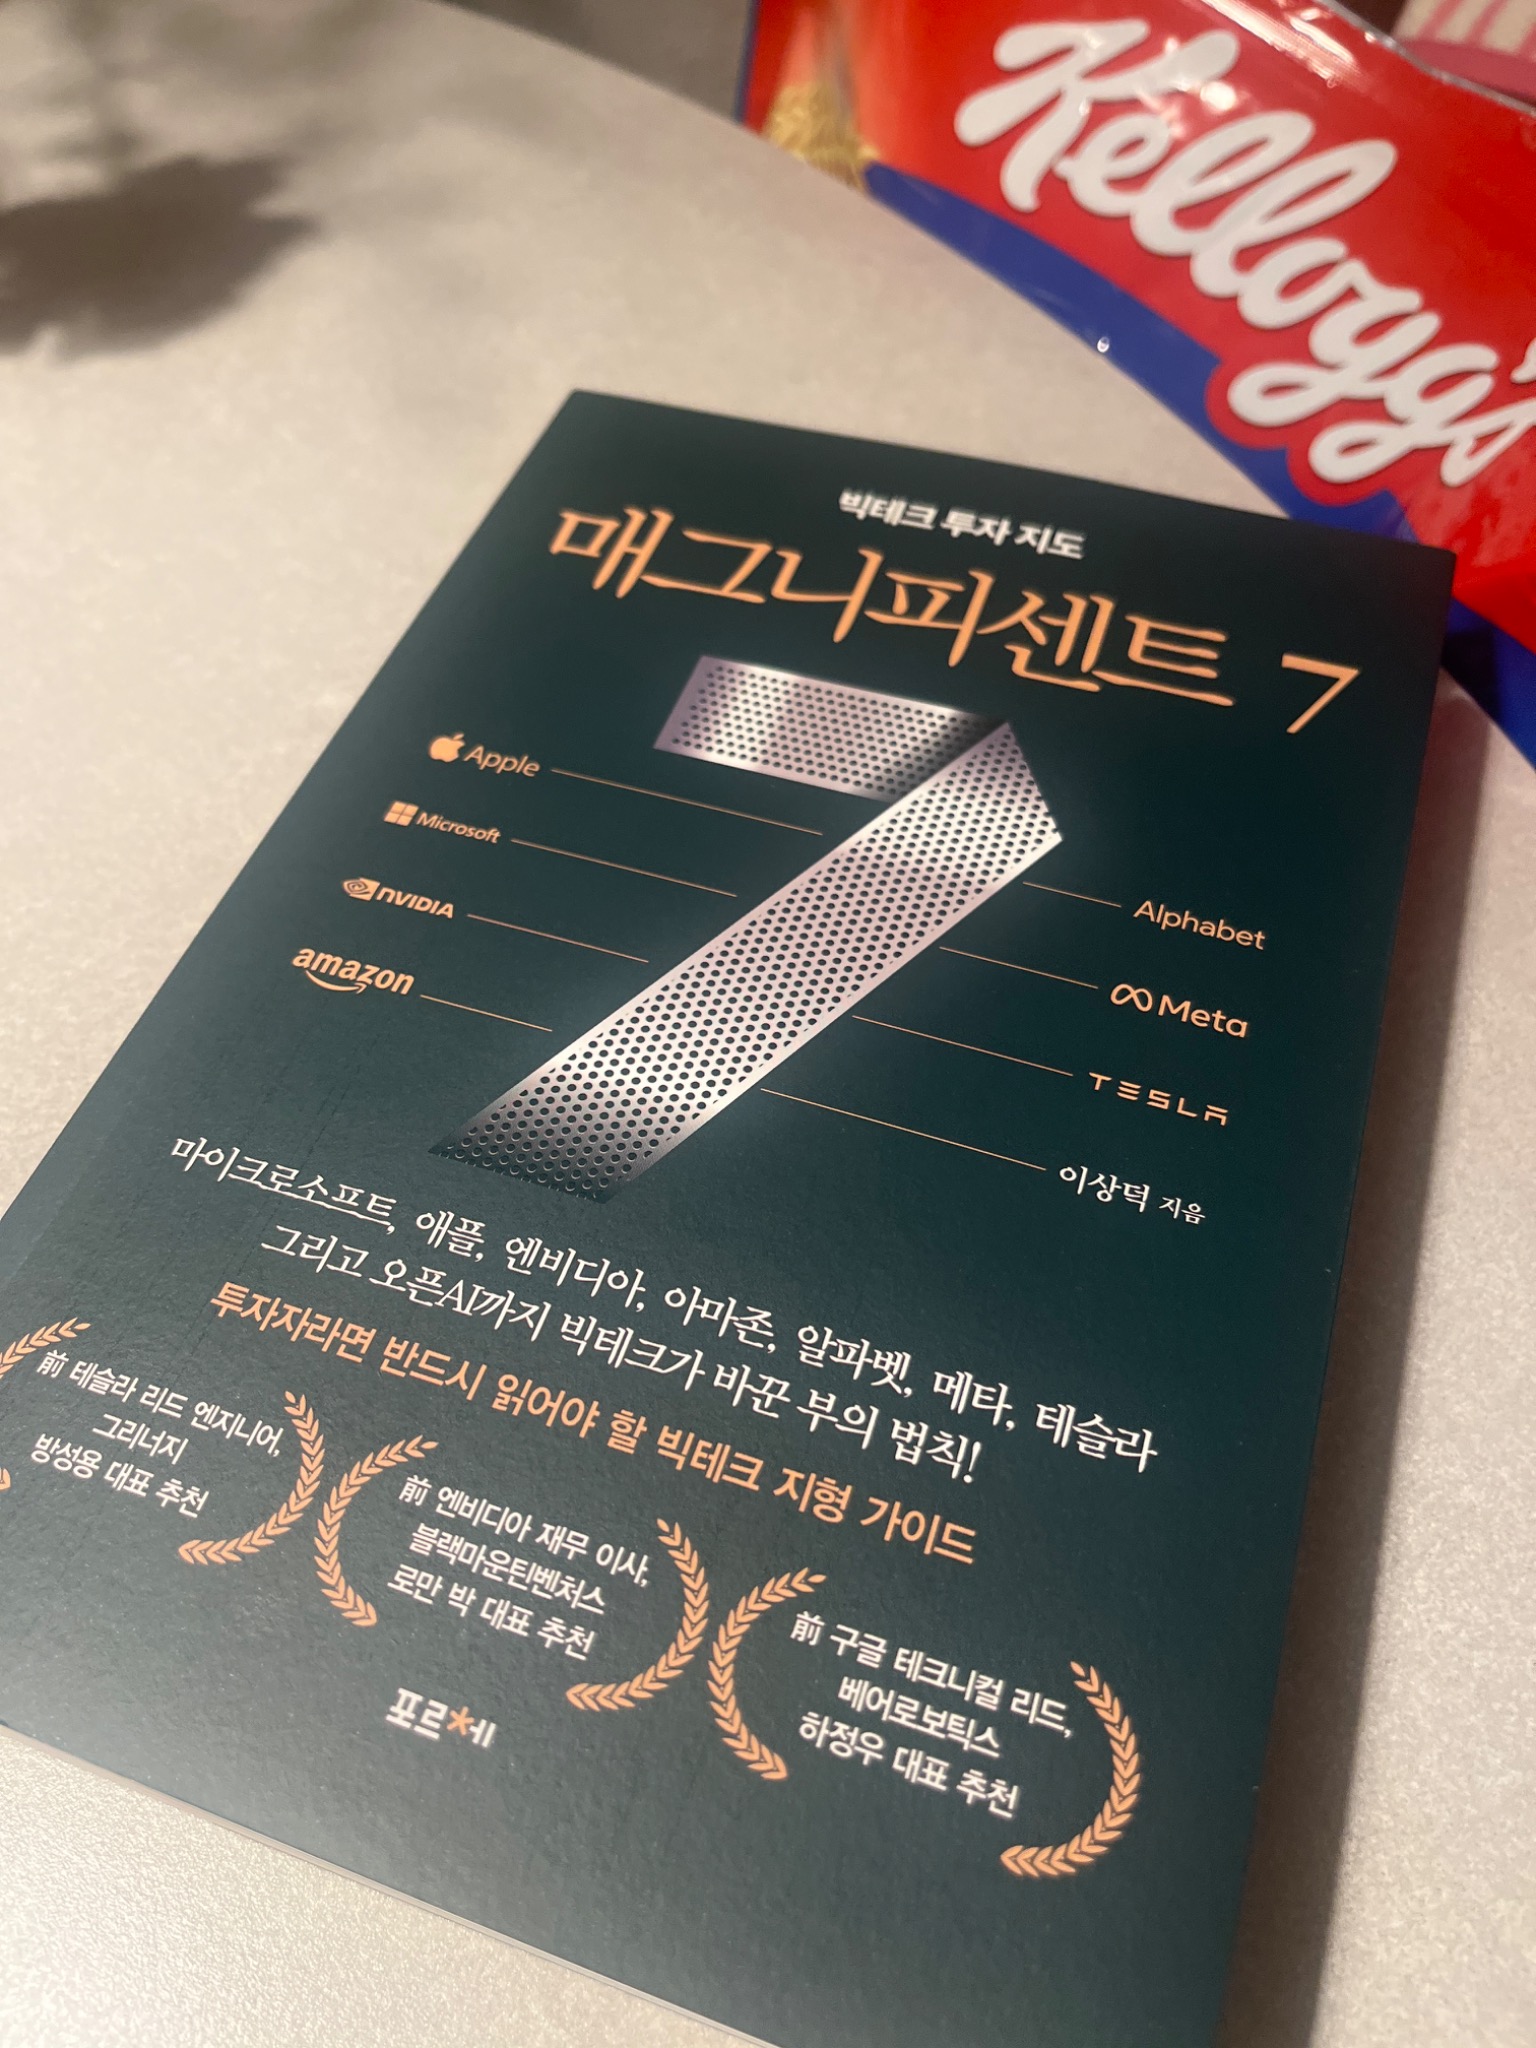 Kellogg's
빅테크 투자 지도
매그니피센트 7
Apple
Microsoft
NVIDIA
amazon
Alphabet
Meta
TESLA
이상덕 지음
마이크로소프트, 애플, 엔비디아, 아마존, 알파벳, 메타, 테슬라
그리고 오픈AI까지 빅테크가 바꾼 부의 법칙!
투자자라면 반드시 읽어야 할 빅테크 지형 가이드
前 테슬라 리드 엔지니어,
그리너지
방성용 대표 추천
前 엔비디아 재무 이사,
블랙마운틴벤처스
로만 박 대표 추천
前 구글 테크니컬 리드,
베어로보틱스
하정우 대표 추천
포르*체